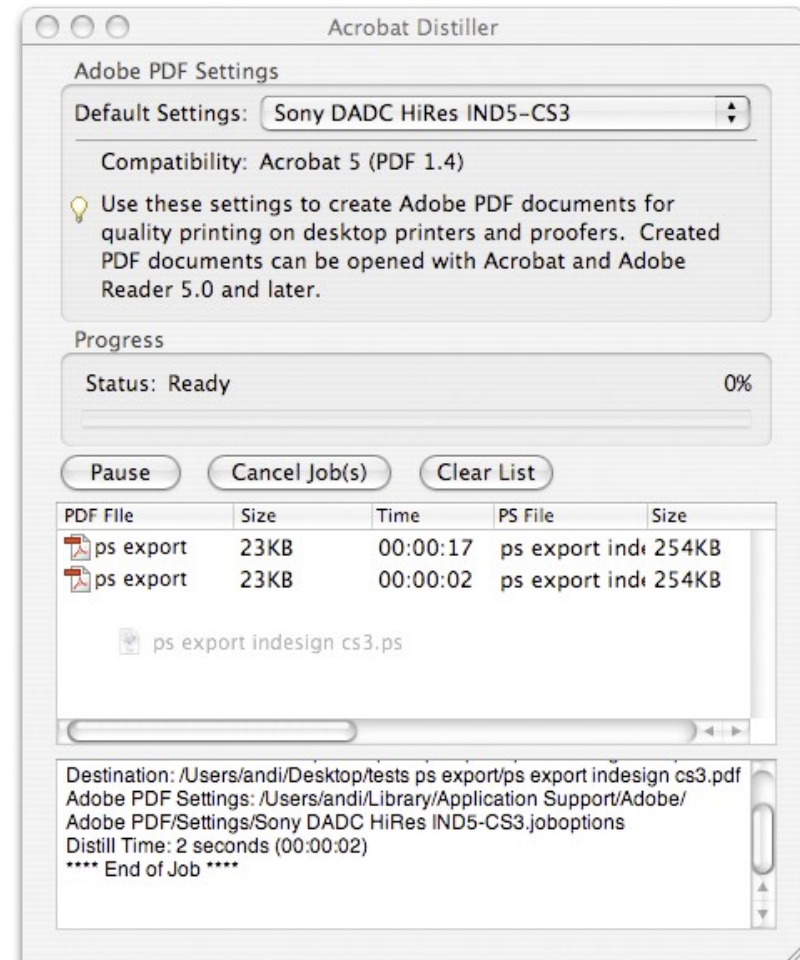 Acrobat Distiller
Adobe PDF Settings
Default Settings: Sony DADC HiRes IND5-CS3
Compatibility: Acrobat 5 (PDF 1.4)
Use these settings to create Adobe PDF documents for
quality printing on desktop printers and proofers. Created
PDF documents can be opened with Acrobat and Adobe
Reader 5.0 and later.
Progress
Status: Ready 0%
Pause Cancel Job(s) Clear List
PDF FIle Size Time PS File Size
ps export 23KB 00:00:17 ps export inde 254KB
ps export 23KB 00:00:02 ps export inde 254KB
ps export indesign cs3.ps
Destination: /Users/andi/Desktop/tests ps export/ps export indesign cs3.pdf
Adobe PDF Settings: /Users/andi/Library/Application Support/Adobe/
Adobe PDF/Settings/Sony DADC HiRes IND5-CS3.joboptions
Distill Time: 2 seconds (00:00:02)
**** End of Job ****